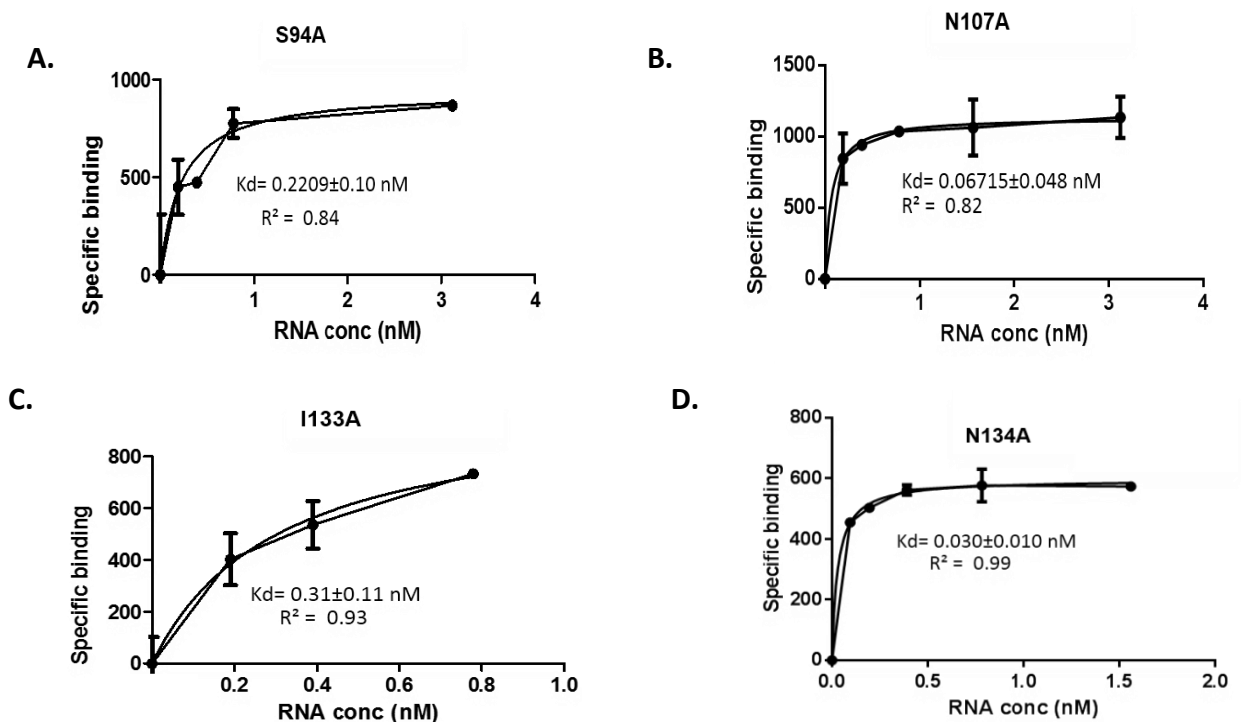 A.
S94A
Specific binding
1000
500
0
Kd= 0.2209±0.10 nM
R² = 0.84
1 2 3 4
RNA conc (nM)
B.
N107A
Specific binding
1500
1000
500
0
Kd= 0.06715±0.048 nM
R² = 0.82
1 2 3 4
RNA conc (nM)
C.
I133A
Specific binding
800
600
400
200
0
Kd= 0.31±0.11 nM
R² = 0.93
0.2 0.4 0.6 0.8 1.0
RNA conc (nM)
D.
N134A
Specific binding
800
600
400
200
0
Kd= 0.030±0.010 nM
R² = 0.99
0.0 0.5 1.0 1.5 2.0
RNA conc (nM)